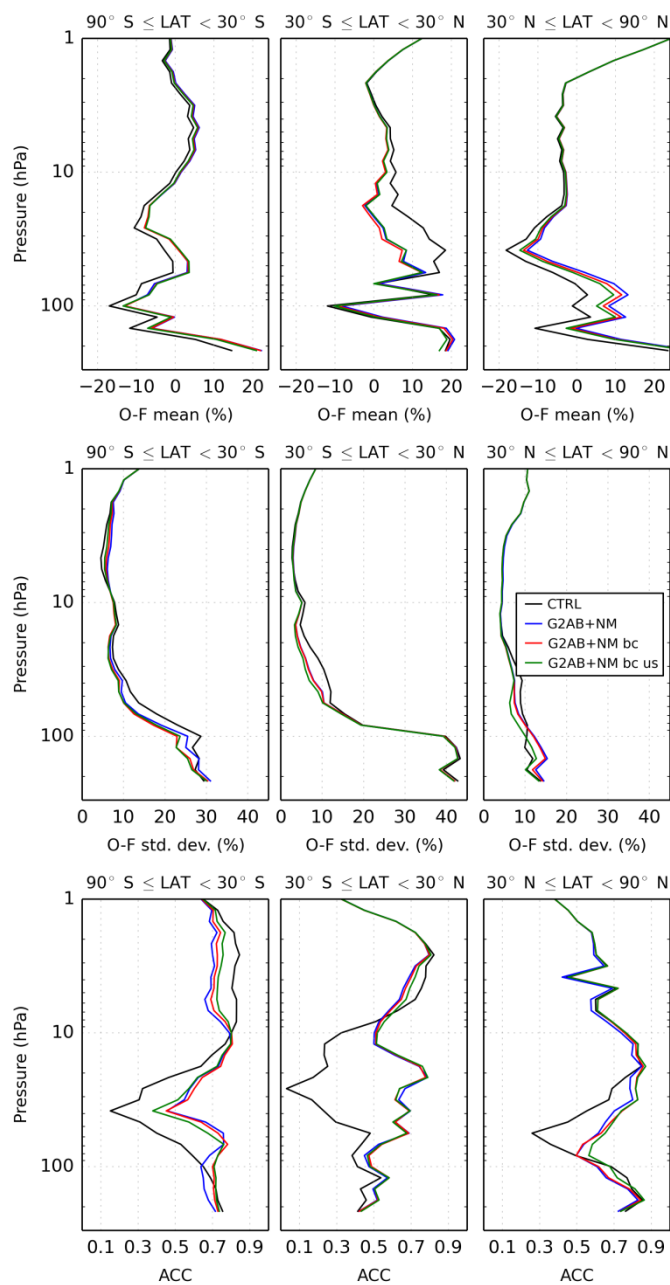 90° S ≤ LAT < 30° S 30° S ≤ LAT < 30° N 30° N ≤ LAT < 90° N
1
10
100
Pressure (hPa)
−20 −10 0 10 20 −20 −10 0 10 20 −20 −10 0 10 20
O-F mean (%) O-F mean (%) O-F mean (%)
90° S ≤ LAT < 30° S 30° S ≤ LAT < 30° N 30° N ≤ LAT < 90° N
1
10
100
Pressure (hPa)
CTRL
G2AB+NM
G2AB+NM bc
G2AB+NM bc us
0 10 20 30 40 0 10 20 30 40 0 10 20 30 40
O-F std. dev. (%) O-F std. dev. (%) O-F std. dev. (%)
90° S ≤ LAT < 30° S 30° S ≤ LAT < 30° N 30° N ≤ LAT < 90° N
1
10
100
Pressure (hPa)
0.1 0.3 0.5 0.7 0.9 0.1 0.3 0.5 0.7 0.9 0.1 0.3 0.5 0.7 0.9
ACC ACC ACC